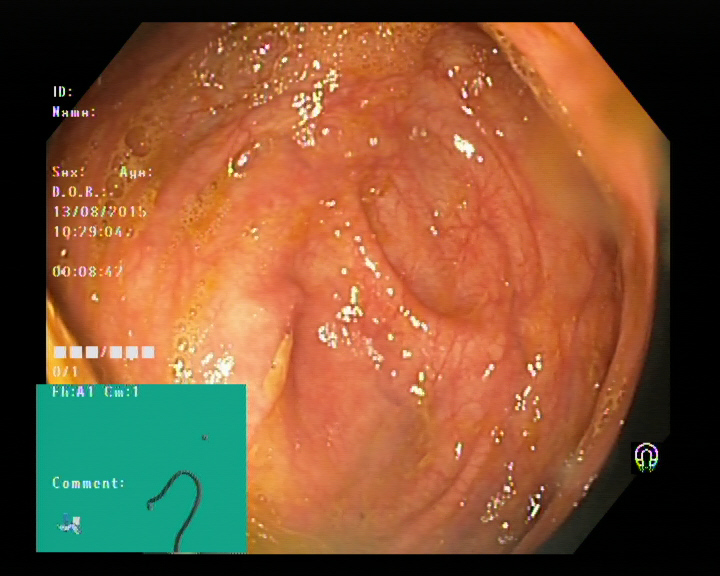 ID:
Name:
Sex: Age:
D.O.B.:
13/08/2015
10:29:04
00:08:47
■■■/■■■
0/1
Eh:A1 Cm:1
Comment: